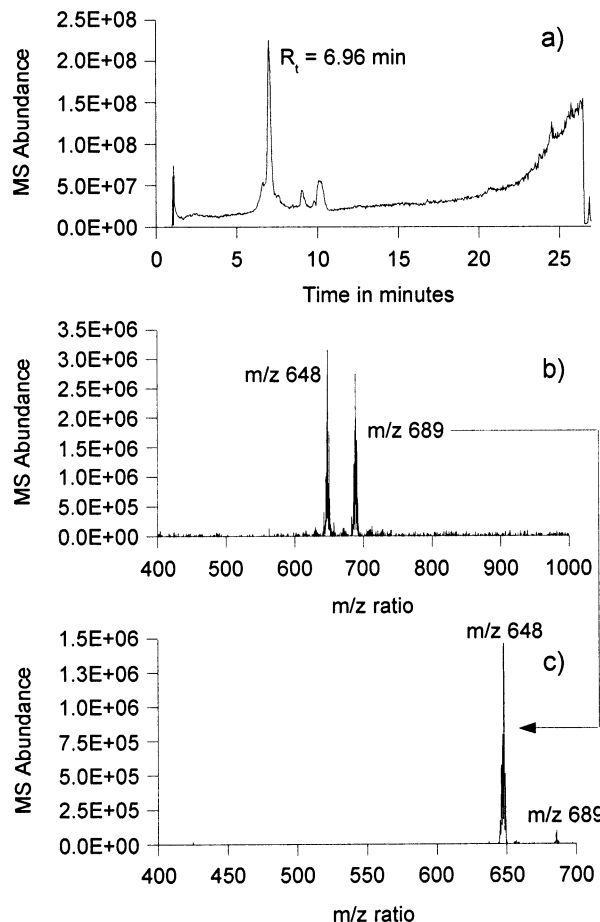 2.5E+08
2.0E+08
1.5E+08
1.0E+08
5.0E+07
0.0E+00
MS Abundance
Rt = 6.96 min
a)
0 5 10 15 20 25
Time in minutes
3.5E+06
3.0E+06
2.5E+06
2.0E+06
1.5E+06
1.0E+06
5.0E+05
0.0E+00
MS Abundance
m/z 648
m/z 689
b)
400 500 600 700 800 900 1000
m/z ratio
1.5E+06
1.3E+06
1.0E+06
7.5E+05
5.0E+05
2.5E+05
0.0E+00
MS Abundance
m/z 648
c)
m/z 689
400 450 500 550 600 650 700
m/z ratio